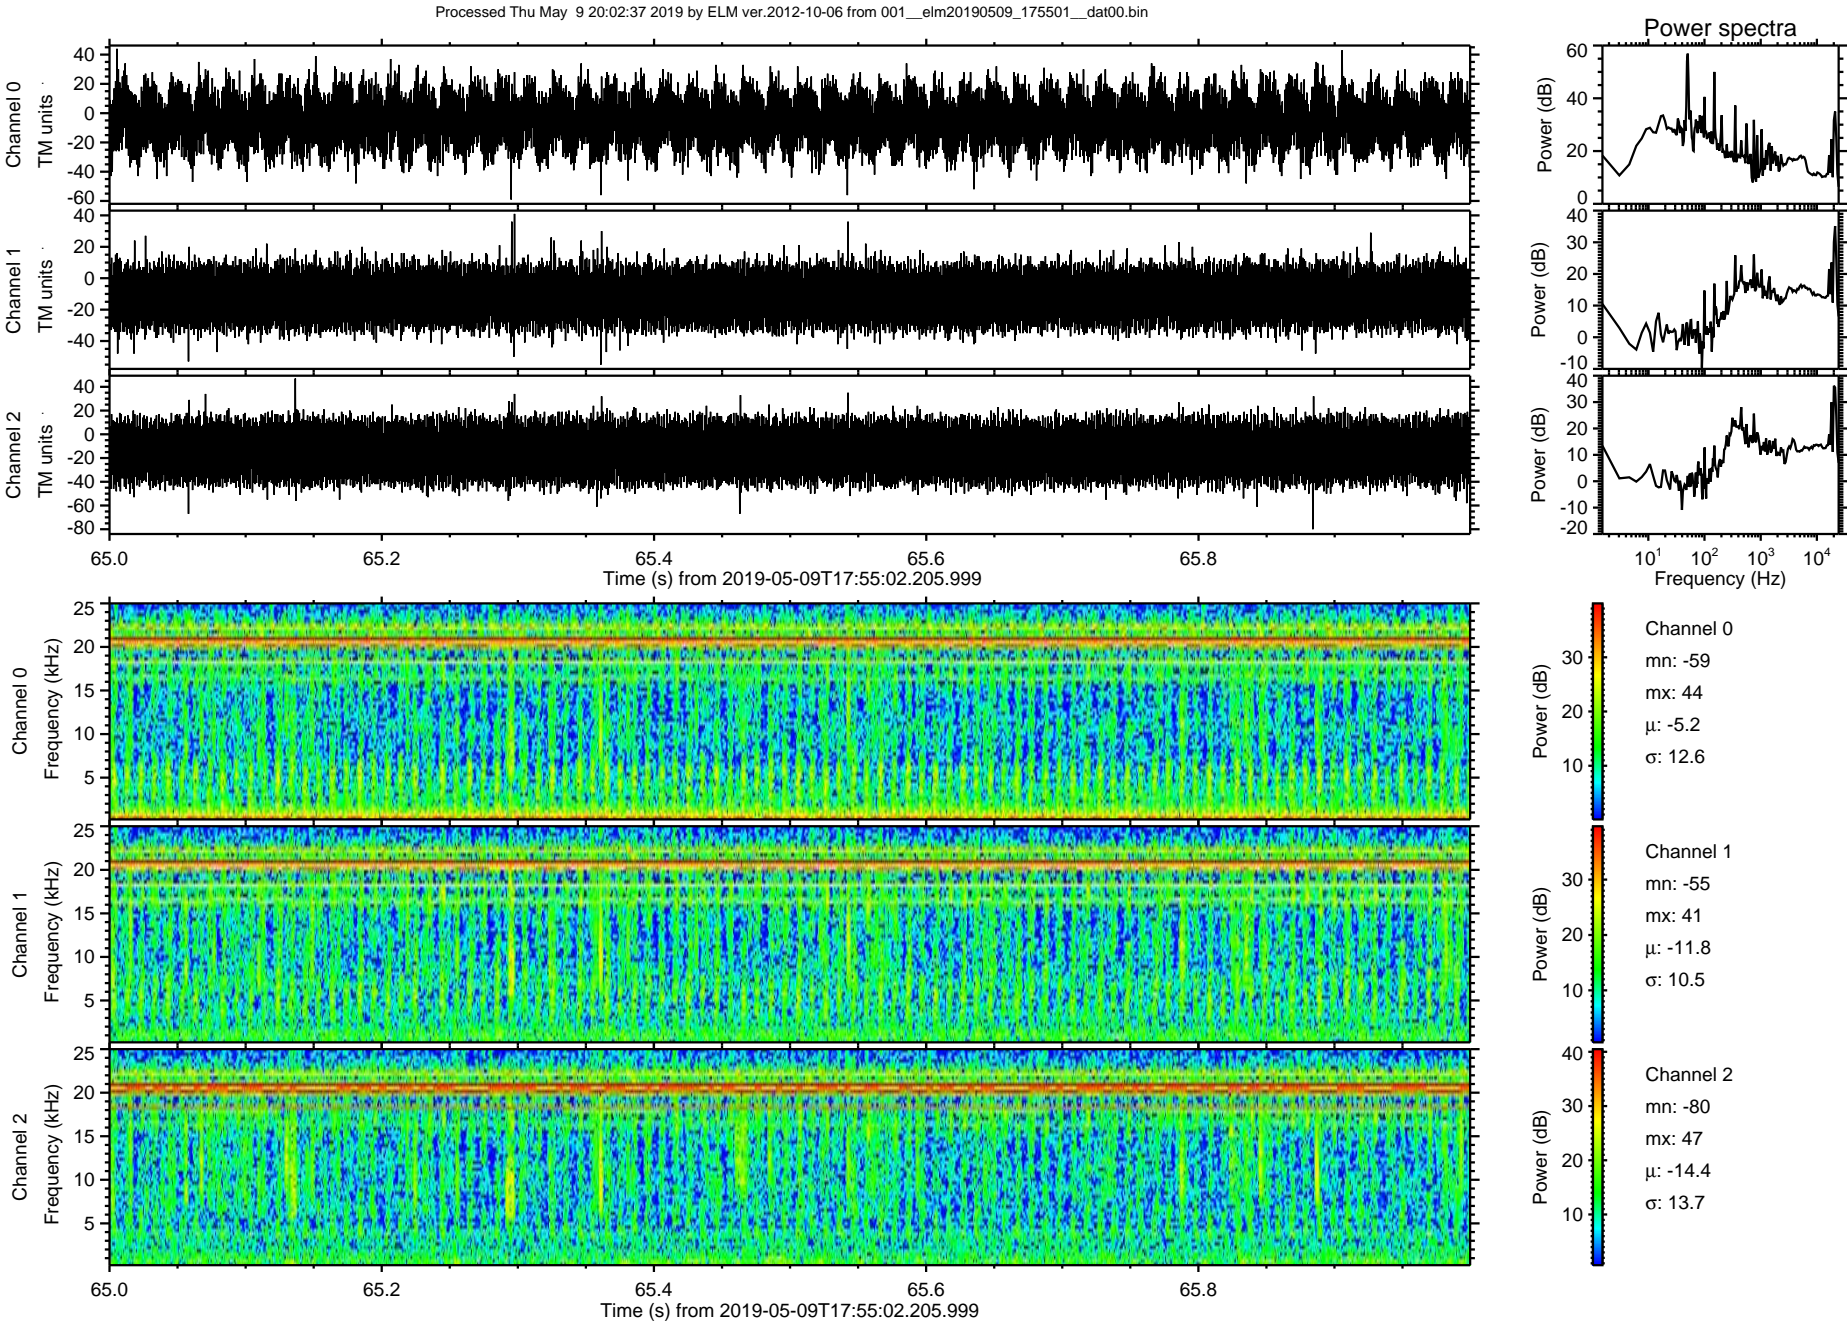 Processed Thu May  9 20:02:37 2019 by ELM ver.2012-10-06 from 001__elm20190509_175501__dat00.bin
Power spectra
Channel 0
TM units
40
20
0
-20
-40
-60
Power (dB)
60
40
20
0
Channel 1
TM units
40
20
0
-20
-40
Power (dB)
40
30
20
10
0
-10
Channel 2
TM units
40
20
0
-20
-40
-60
-80
Power (dB)
40
30
20
10
0
-10
-20
65.0 65.2 65.4 65.6 65.8
Time (s) from 2019-05-09T17:55:02.205.999
10¹ 10² 10³ 10⁴
Frequency (Hz)
Channel 0
Frequency (kHz)
25
20
15
10
5
Power (dB)
30
20
10
Channel 0
mn: -59
mx: 44
μ: -5.2
σ: 12.6
Channel 1
Frequency (kHz)
25
20
15
10
5
Power (dB)
30
20
10
Channel 1
mn: -55
mx: 41
μ: -11.8
σ: 10.5
Channel 2
Frequency (kHz)
25
20
15
10
5
Power (dB)
40
30
20
10
Channel 2
mn: -80
mx: 47
μ: -14.4
σ: 13.7
65.0 65.2 65.4 65.6 65.8
Time (s) from 2019-05-09T17:55:02.205.999